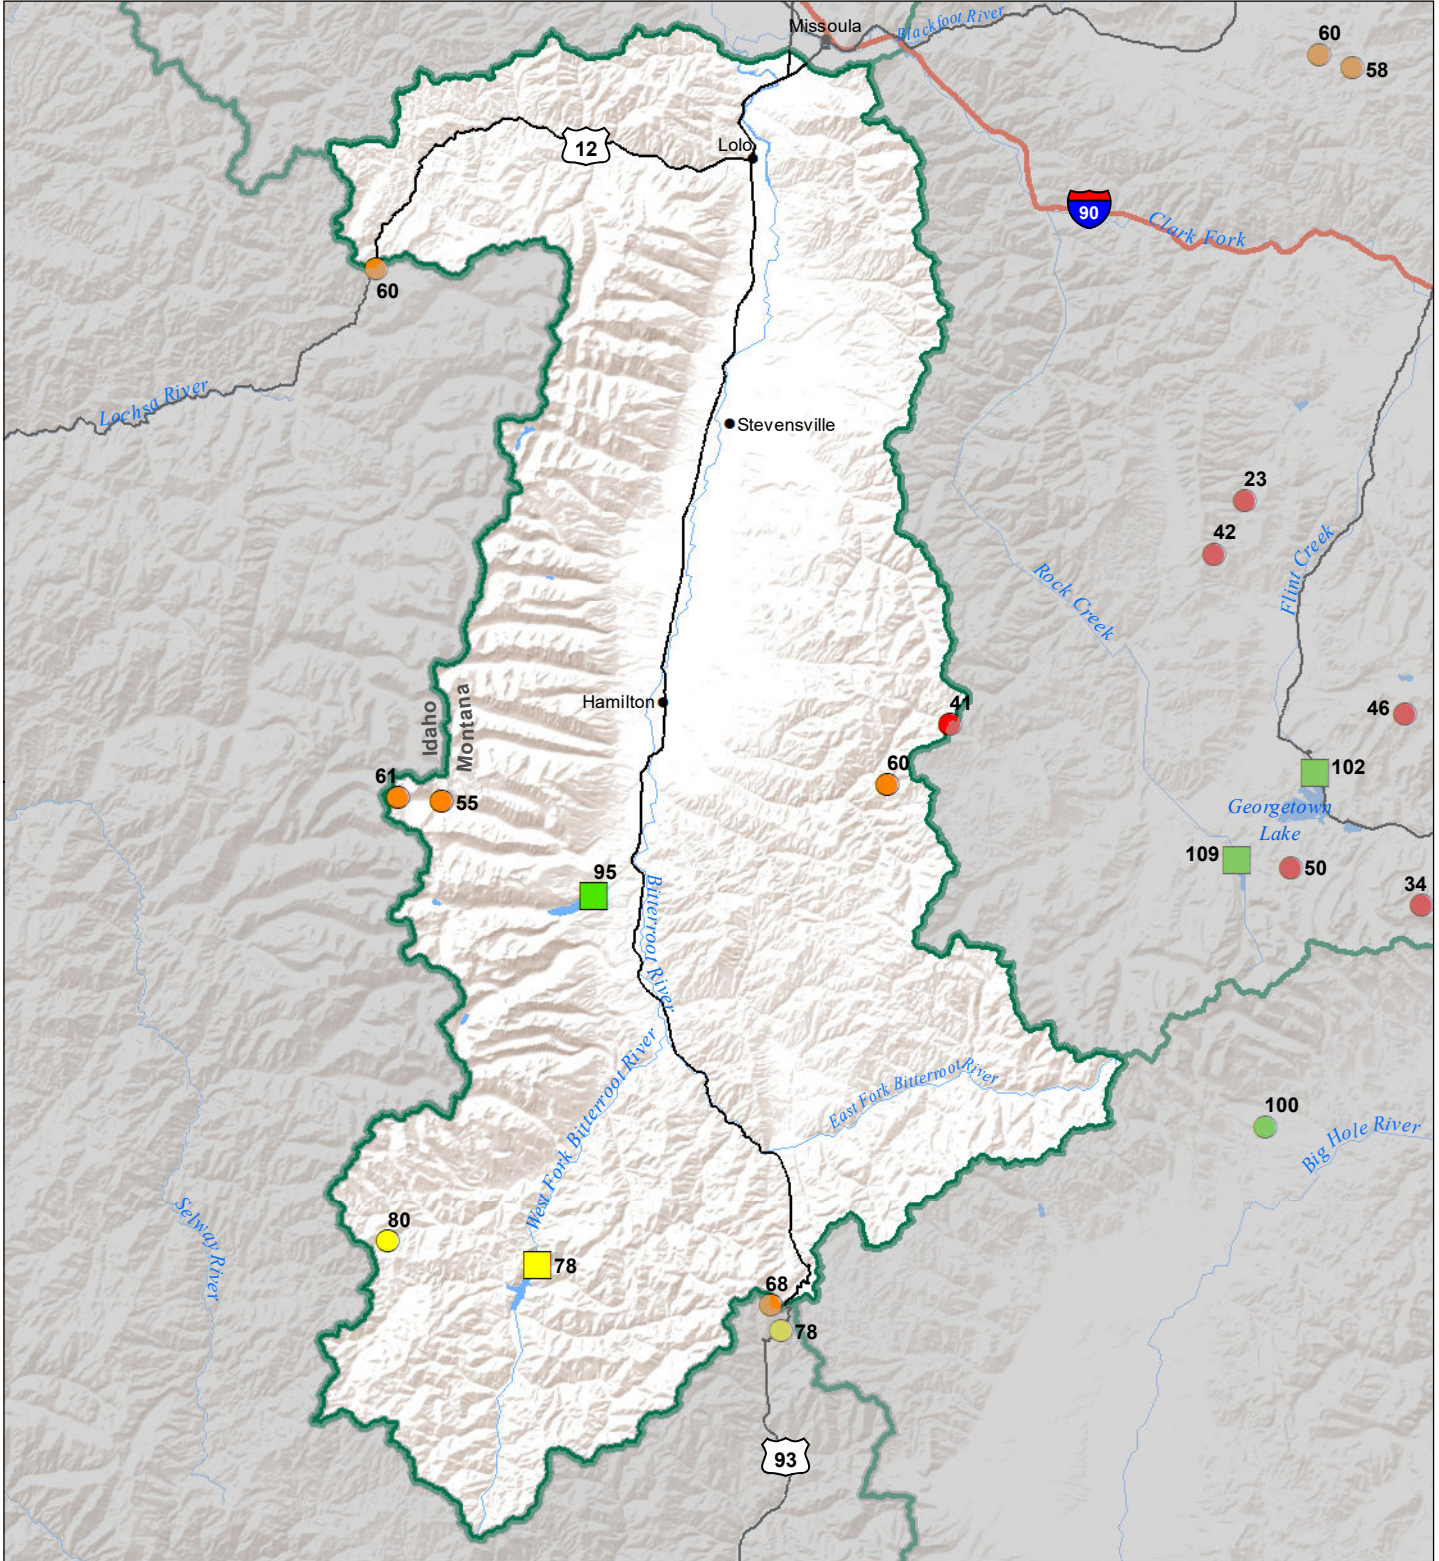 Missoula
Blackfoot River
60
58
12
Lolo
90
Clark Fork
60
Lochsa River
Stevensville
23
42
Flint Creek
Rock Creek
Idaho
Montana
Hamilton
41
46
61
55
60
102
Georgetown
Lake
95
109
50
34
Bitterroot River
West Fork Bitterroot River
East Fork Bitterroot River
100
Big Hole River
Selway River
80
78
68
78
93